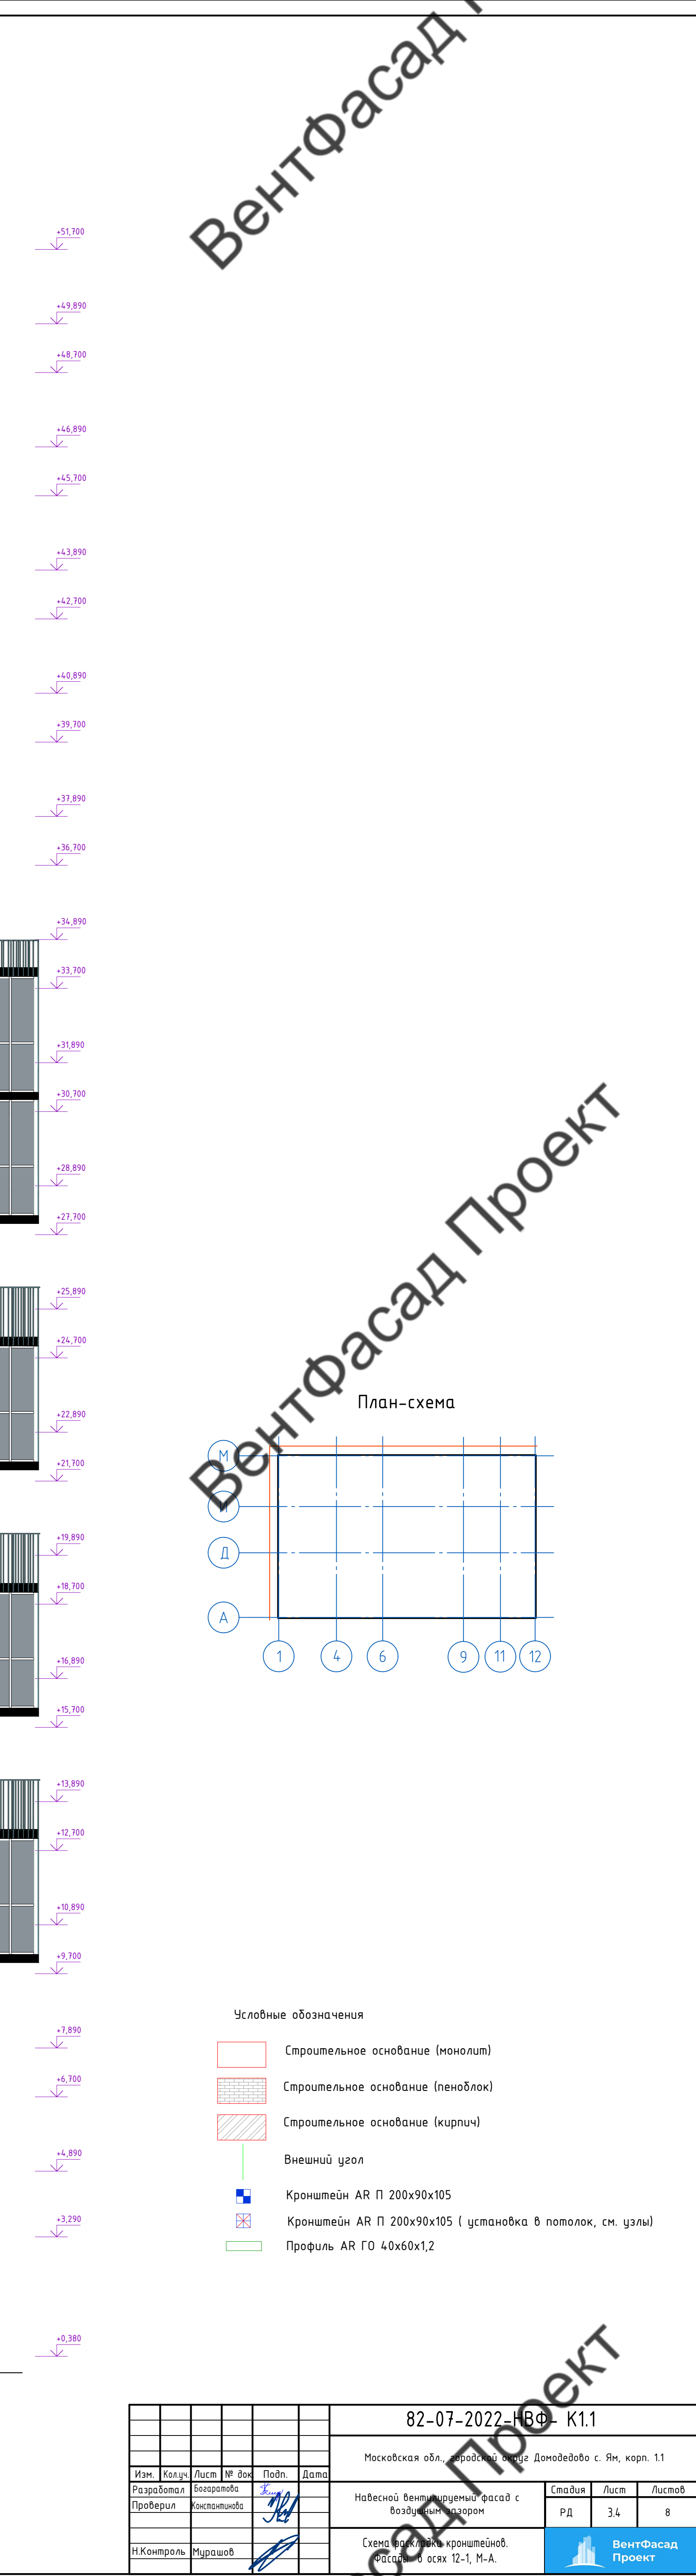 ВентФасад Проект
+51,700
+49,890
+48,700
+46,890
+45,700
+43,890
+42,700
+40,890
+39,700
+37,890
+36,700
+34,890
+33,700
+31,890
+30,700
+28,890
+27,700
+25,890
+24,700
+22,890
+21,700
+19,890
+18,700
+16,890
+15,700
+13,890
+12,700
+10,890
+9,700
+7,890
+6,700
+4,890
+3,290
+0,380
ВентФасад Проект
План-схема
М
И
Д
А
1 4 6 9 11 12
Условные обозначения
Строительное основание (монолит)
Строительное основание (пеноблок)
Строительное основание (кирпич)
Внешний угол
Кронштейн AR П 200х90х105
Кронштейн AR П 200х90х105 ( установка в потолок, см. узлы)
Профиль AR ГО 40х60х1,2
82-07-2022-НВФ- К1.1
Московская обл., городской округ Домодедово с. Ям, корп. 1.1
Изм. Кол.уч. Лист № док Подп. Дата
Разработал Богаратова
Проверил Константинова
Н.Контроль Мурашов
Навесной вентилируемый фасад с
воздушным зазором
Стадия Лист Листов
РД 3.4 8
Схема раскладки кронштейнов.
Фасады в осях 12-1, М-А.
ВентФасад
Проект